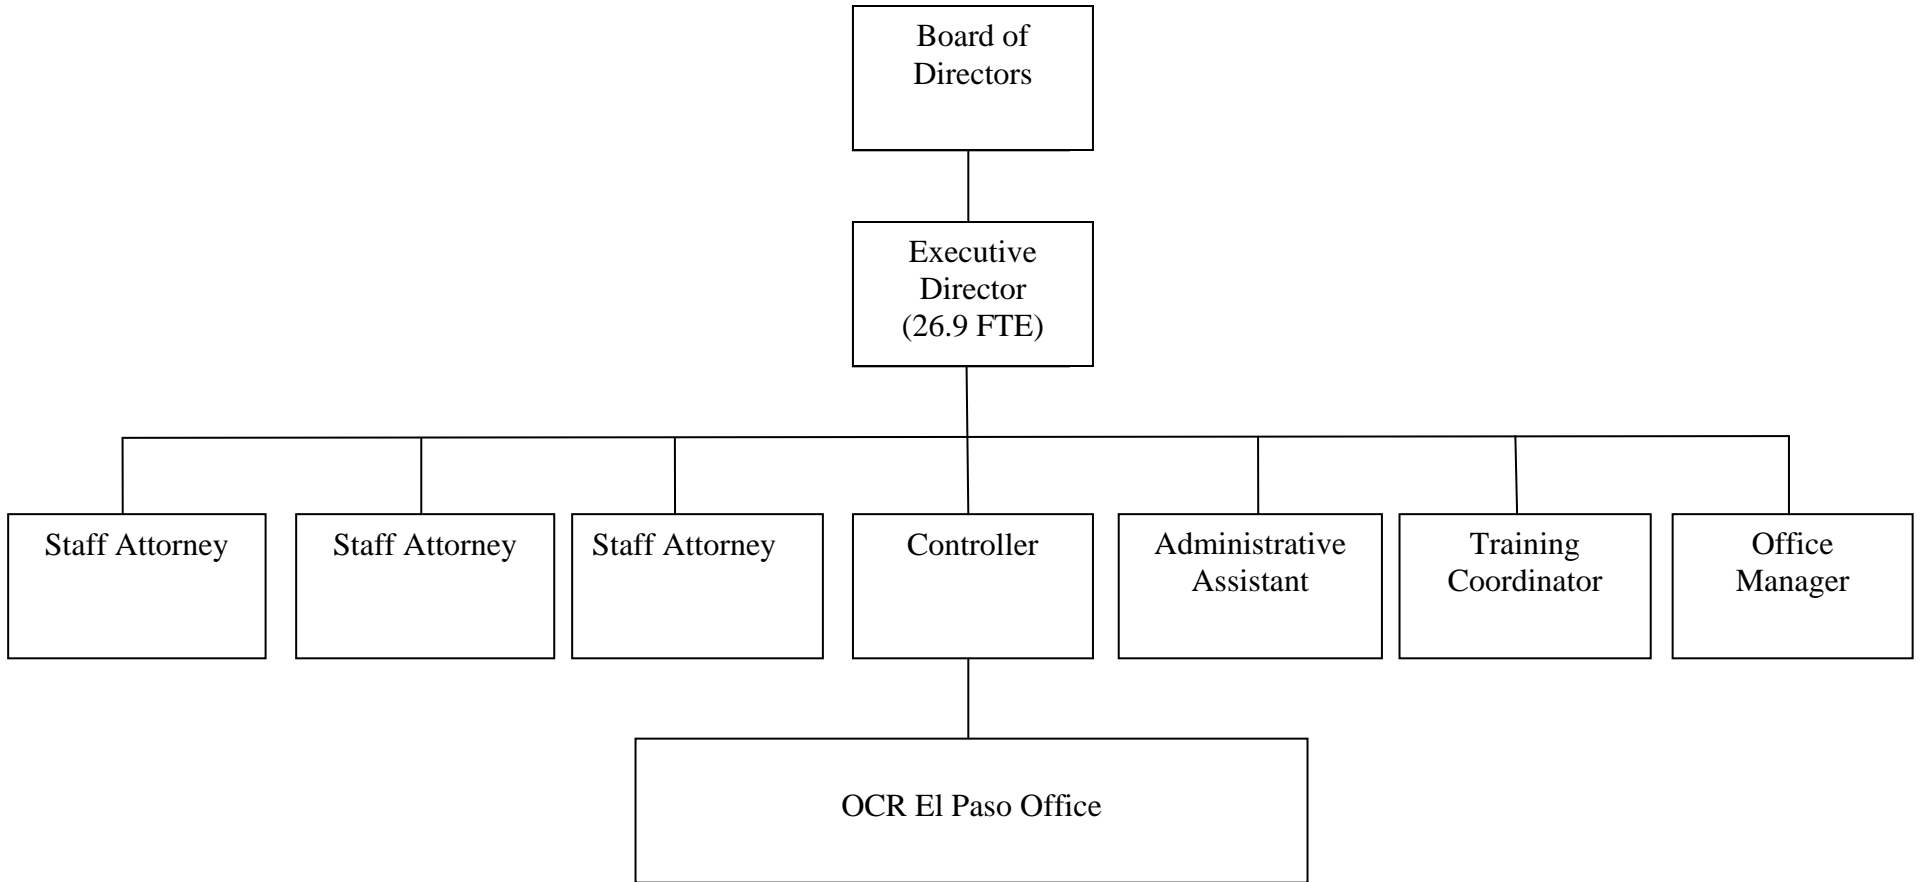 Board of
Directors
Executive
Director
(26.9 FTE)
Staff Attorney
Staff Attorney
Staff Attorney
Controller
Administrative
Assistant
Training
Coordinator
Office
Manager
OCR El Paso Office